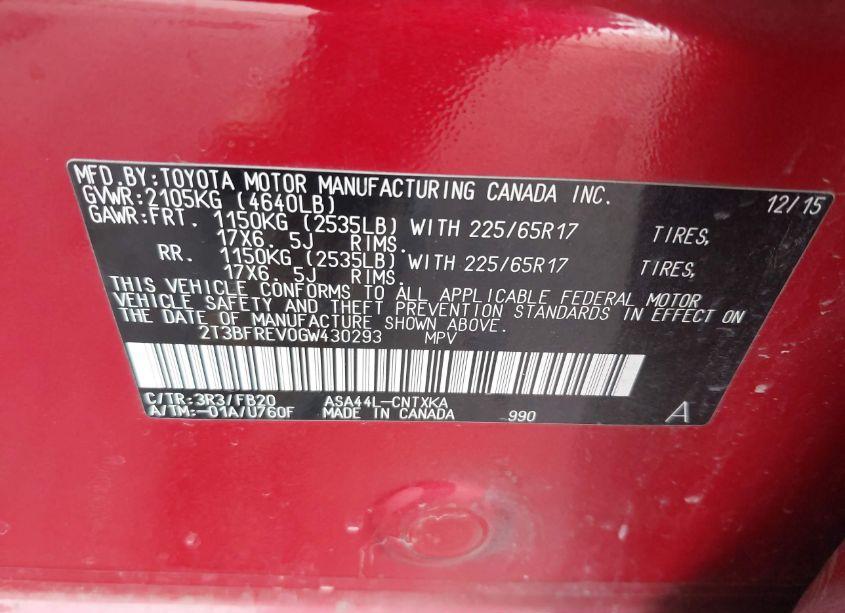 MFD.BY:TOYOTA MOTOR MANUFACTURING CANADA INC. 12/15
GVWR:2105KG (4640LB)
GAWR:FRT. 1150KG (2535LB) WITH 225/65R17 TIRES,
17X6. 5J RIMS.
RR. 1150KG (2535LB) WITH 225/65R17 TIRES,
17X6. 5J RIMS.
THIS VEHICLE CONFORMS TO ALL APPLICABLE FEDERAL MOTOR
VEHICLE SAFETY AND THEFT PREVENTION STANDARDS IN EFFECT ON
THE DATE OF MANUFACTURE SHOWN ABOVE.
2T3BFREV0GW430293 MPV
C/TR:3R3/FB20 ASA44L-CNTXKA
A/TM:-01A/U760F MADE IN CANADA 990 A